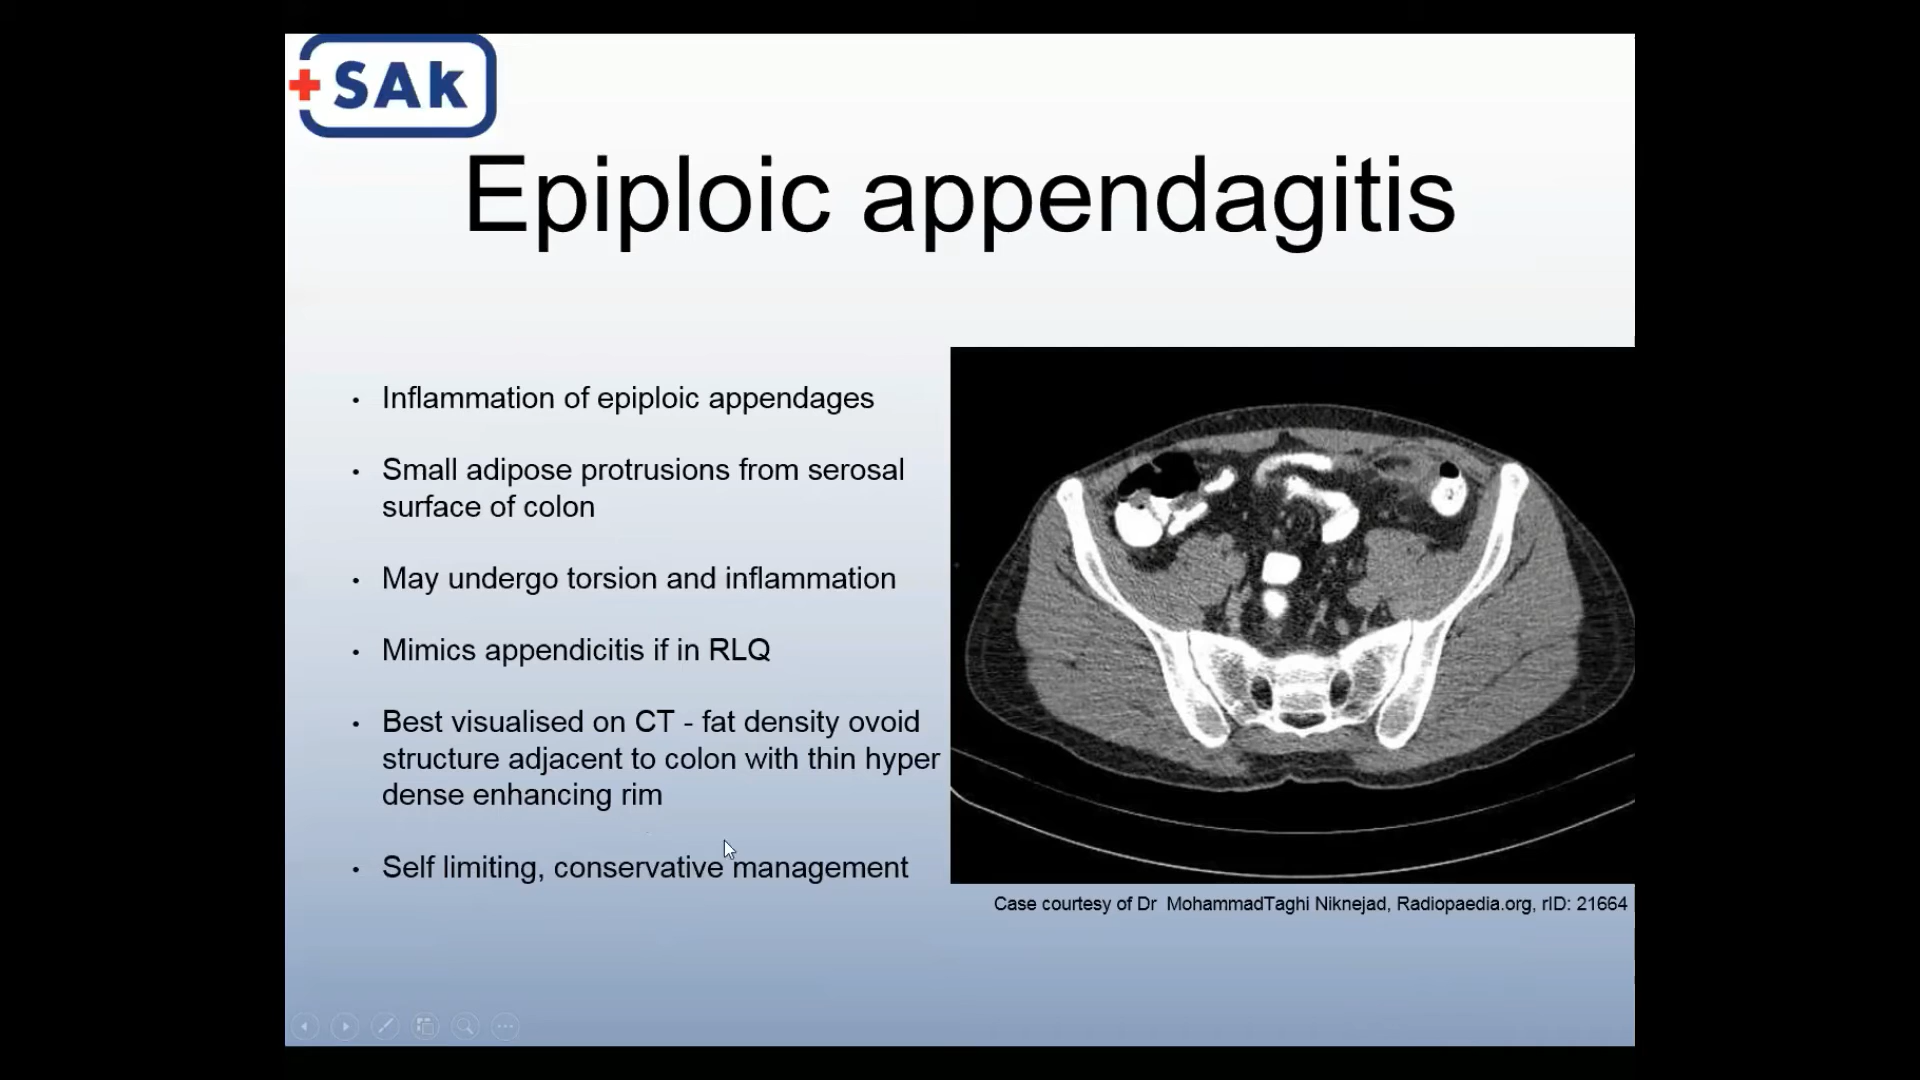 SAk
Epiploic appendagitis
• Inflammation of epiploic appendages
• Small adipose protrusions from serosal
surface of colon
• May undergo torsion and inflammation
• Mimics appendicitis if in RLQ
• Best visualised on CT - fat density ovoid
structure adjacent to colon with thin hyper
dense enhancing rim
• Self limiting, conservative management
Case courtesy of Dr MohammadTaghi Niknejad, Radiopaedia.org, rID: 21664